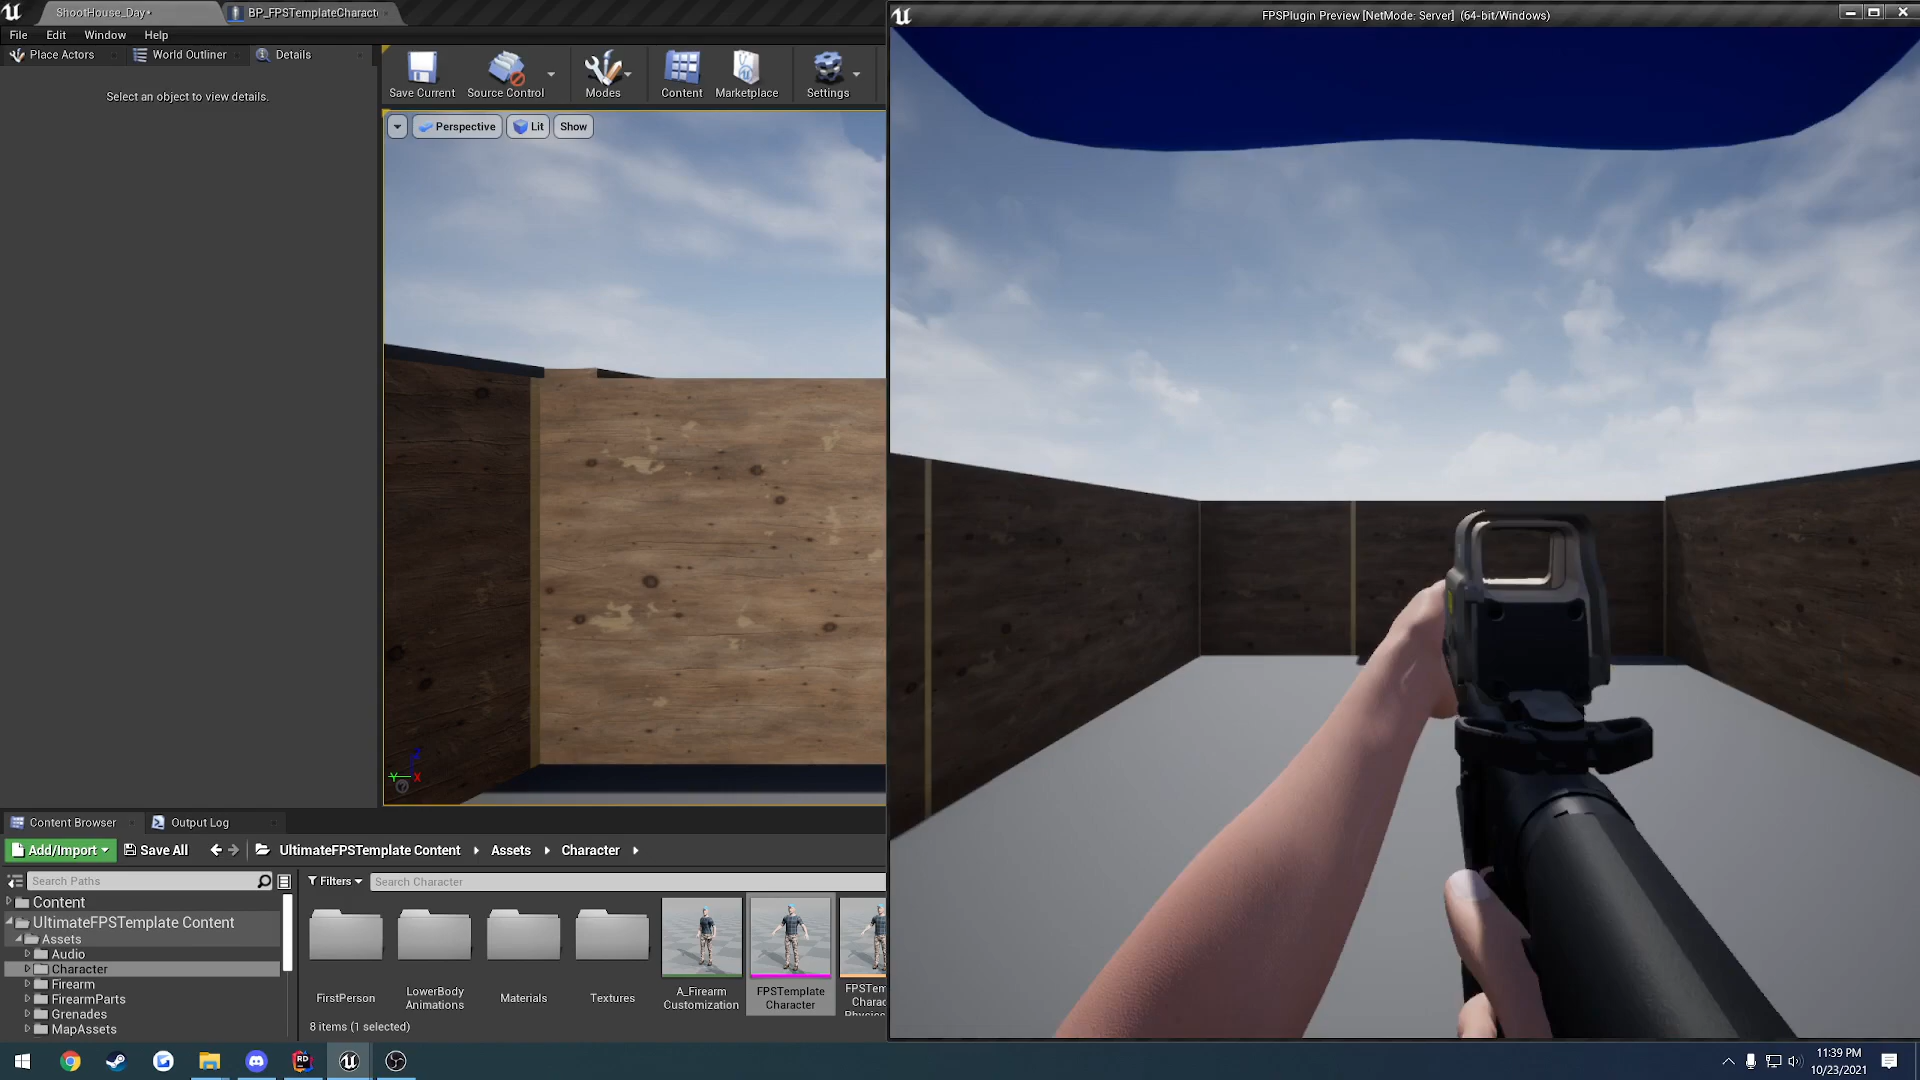 ShootHouse_Day•
BP_FPSTemplateCharact
FPSPlugin Preview [NetMode: Server] (64-bit/Windows)
File
Edit
Window
Help
Place Actors
World Outliner
Details
Select an object to view details.
Save Current
Source Control
Modes
Content
Marketplace
Settings
Perspective
Lit
Show
Y
X
Content Browser
Output Log
Add/Import
Save All
UltimateFPSTemplate Content
Assets
Character
Search Paths
Filters
Search Character
Content
UltimateFPSTemplate Content
Assets
Audio
Character
Firearm
FirearmParts
Grenades
MapAssets
FirstPerson
LowerBody
Animations
Materials
Textures
A_Firearm
Customization
FPSTemplate
Character
FPSTem
Charac
Physics
8 items (1 selected)
RD
11:39 PM
10/23/2021